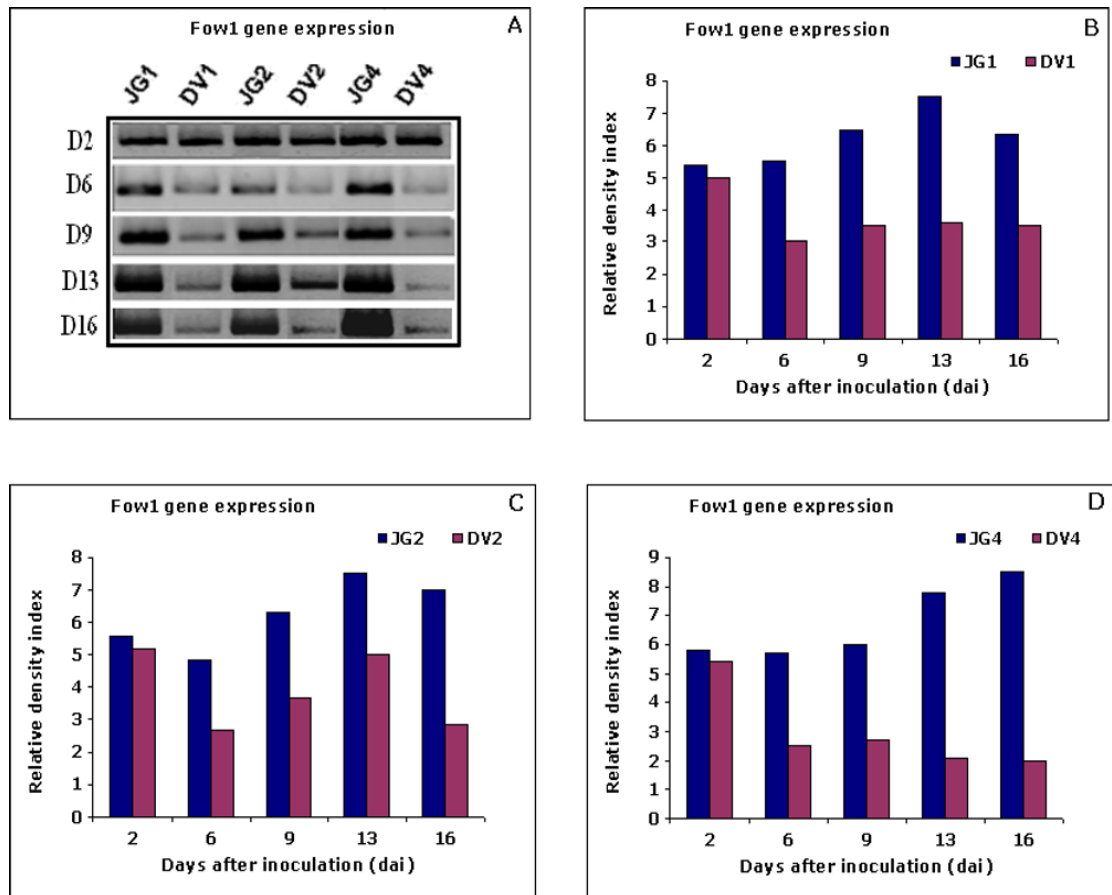 Fow1 gene expression
A
JG1 DV1 JG2 DV2 JG4 DV4
D2
D6
D9
D13
D16
Fow1 gene expression
B
JG1 DV1
Relative density index
8
7
6
5
4
3
2
1
0
2 6 9 13 16
Days after inoculation (dai)
Fow1 gene expression
C
JG2 DV2
Relative density index
8
7
6
5
4
3
2
1
0
2 6 9 13 16
Days after inoculation (dai)
Fow1 gene expression
D
JG4 DV4
Relative density index
9
8
7
6
5
4
3
2
1
0
2 6 9 13 16
Days after inoculation (dai)